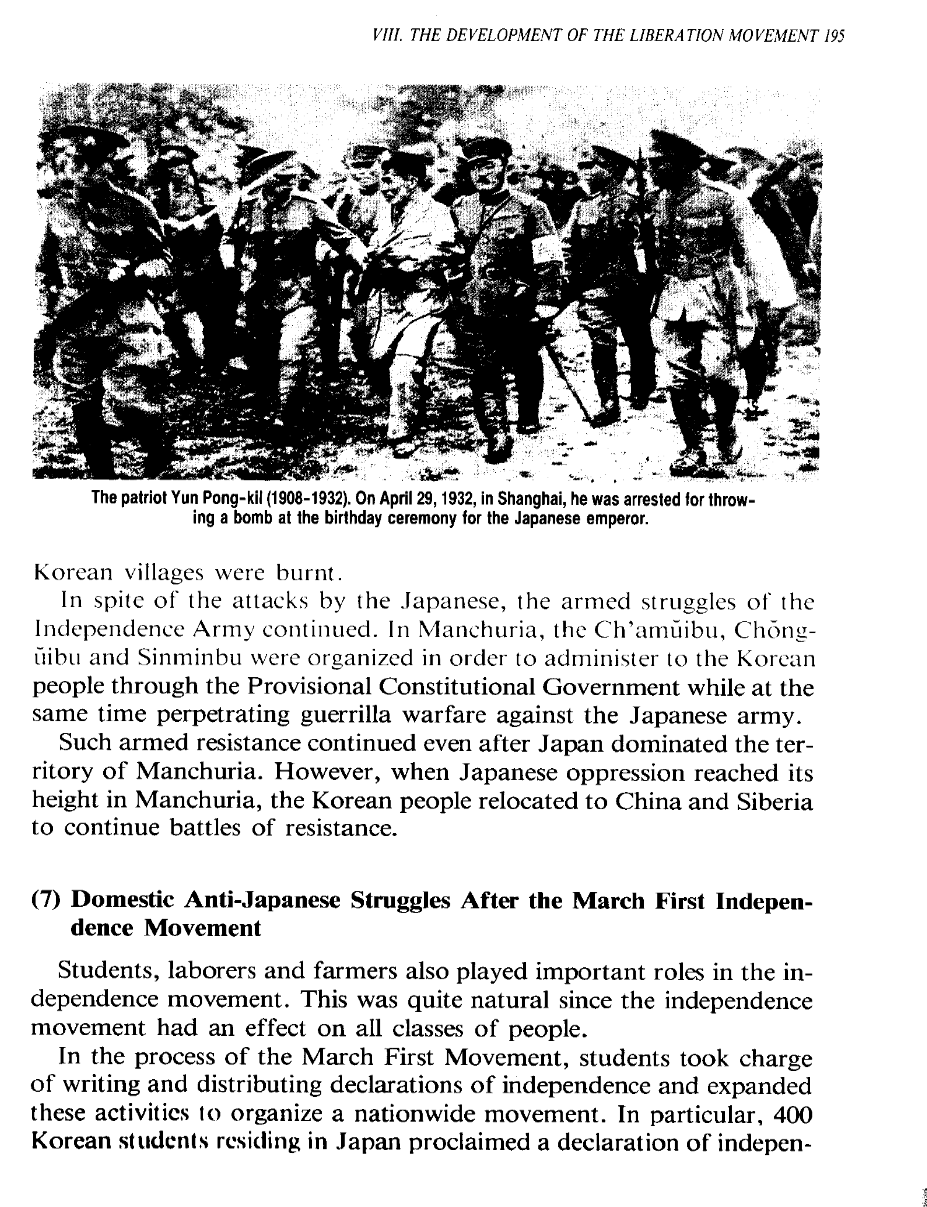 VIII. THE DEVELOPMENT OF THE LIBERATION MOVEMENT 195
The patriot Yun Pong-kil (1908-1932). On April 29, 1932, in Shanghai, he was arrested for throw-
ing a bomb at the birthday ceremony for the Japanese emperor.
Korean villages were burnt.
In spite of the attacks by the Japanese, the armed struggles of the
Independence Army continued. In Manchuria, the Ch'amŭibu, Chŏng-
ŭibu and Sinminbu were organized in order to administer to the Korean
people through the Provisional Constitutional Government while at the
same time perpetrating guerrilla warfare against the Japanese army.
Such armed resistance continued even after Japan dominated the ter-
ritory of Manchuria. However, when Japanese oppression reached its
height in Manchuria, the Korean people relocated to China and Siberia
to continue battles of resistance.
(7) Domestic Anti-Japanese Struggles After the March First Indepen-
dence Movement
Students, laborers and farmers also played important roles in the in-
dependence movement. This was quite natural since the independence
movement had an effect on all classes of people.
In the process of the March First Movement, students took charge
of writing and distributing declarations of independence and expanded
these activities to organize a nationwide movement. In particular, 400
Korean students residing in Japan proclaimed a declaration of indepen-